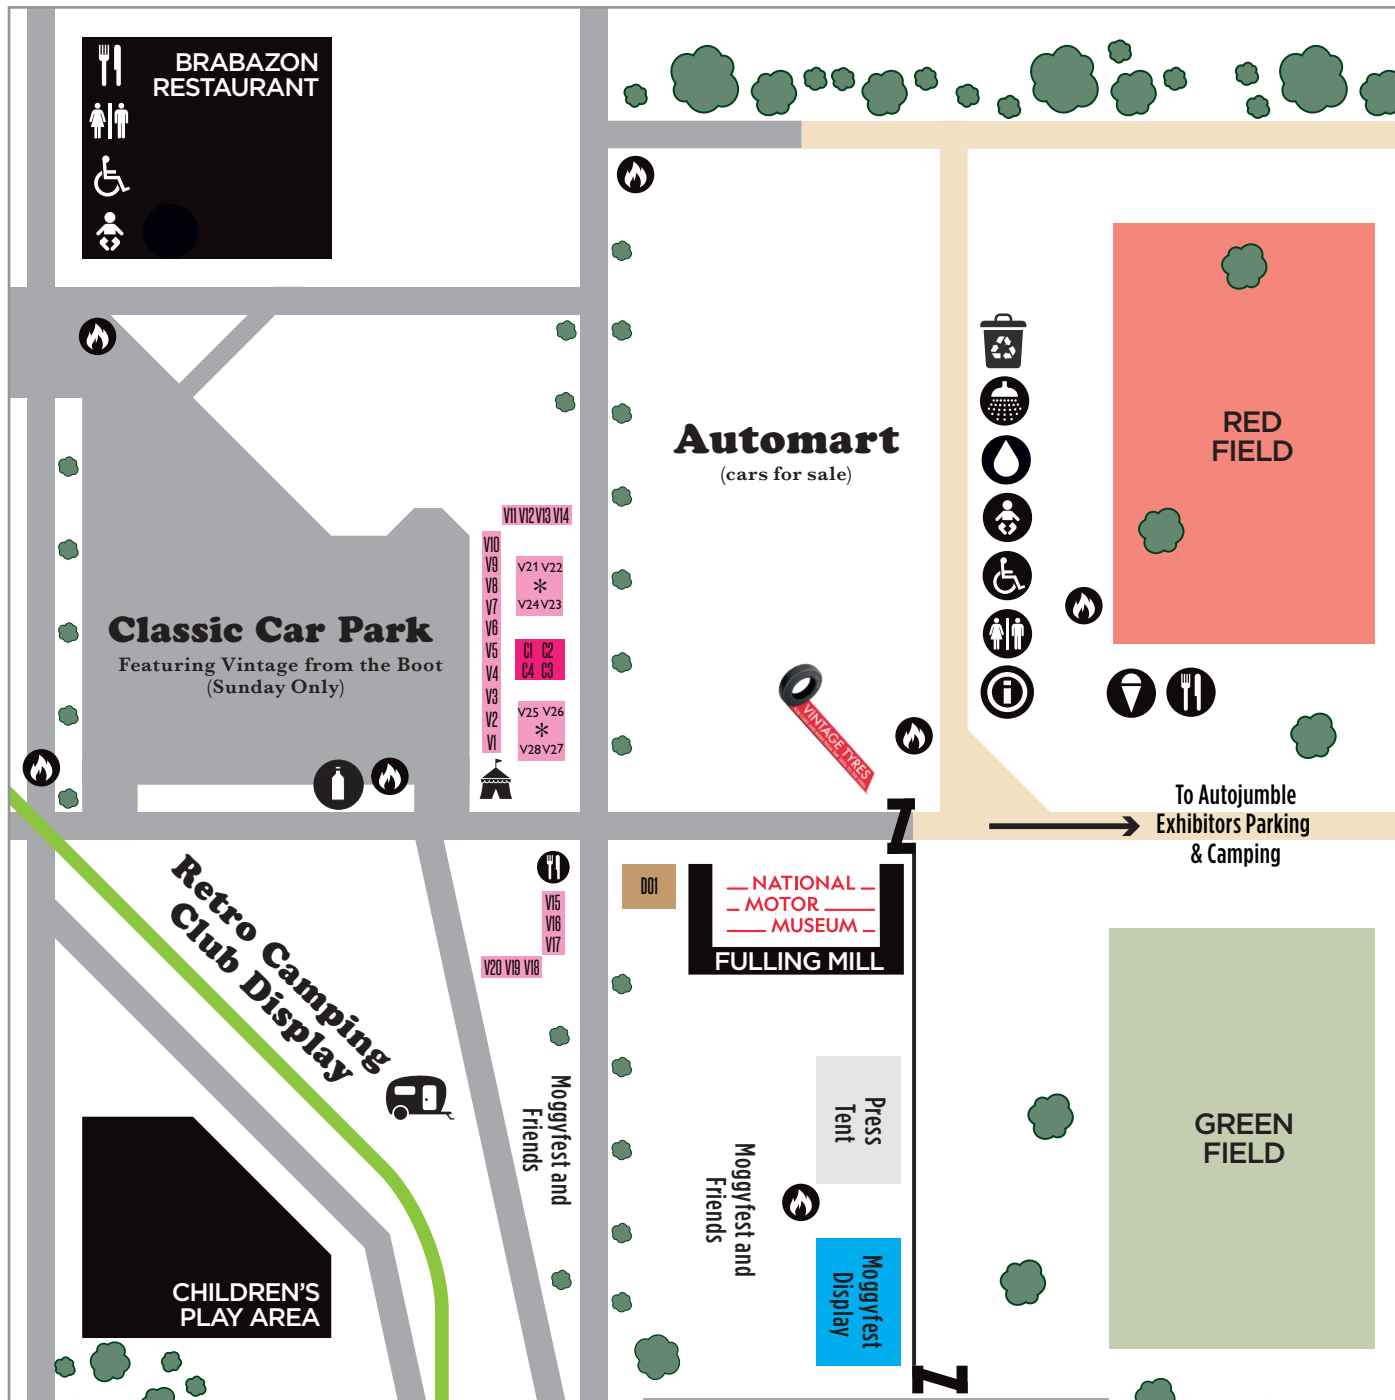 BRABAZON
RESTAURANT
Automart
(cars for sale)
RED
FIELD
V11 V12 V13 V14
V10
V9
V8
V7
V6
V5
V4
V3
V2
V1
V21 V22
*
V24 V23
C1 C2
C4 C3
V25 V26
*
V28 V27
Classic Car Park
Featuring Vintage from the Boot
(Sunday Only)
VINTAGE TYRES
To Autojumble
Exhibitors Parking
& Camping
Retro Camping
Club Display
V15
V16
V17
V20 V19 V18
D01
NATIONAL
MOTOR
MUSEUM
FULLING MILL
Moggyfest and
Friends
Press
Tent
Moggyfest and
Friends
Moggyfest
Display
GREEN
FIELD
CHILDREN'S
PLAY AREA